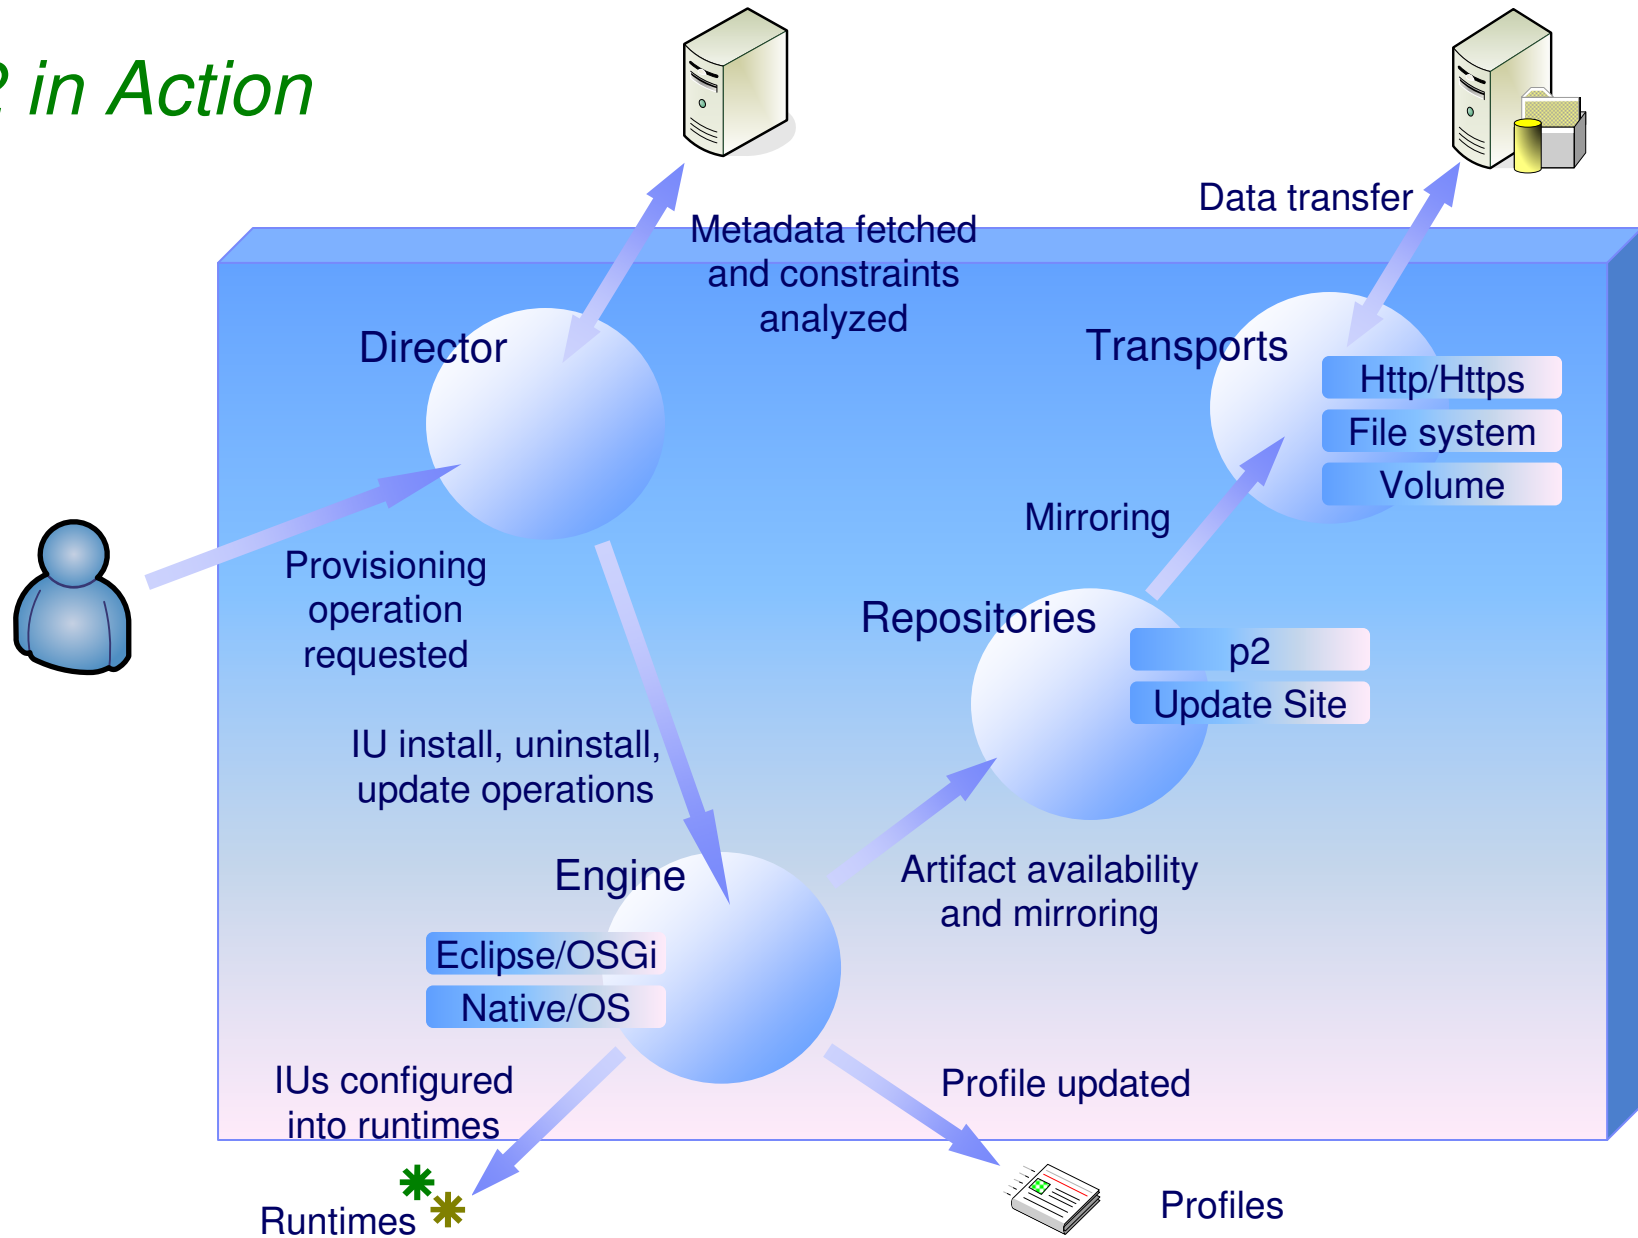 2 in Action
Data transfer
Metadata fetched
and constraints
analyzed
Director
Transports
Http/Https
File system
Volume
Mirroring
Provisioning
operation
requested
Repositories
p2
Update Site
IU install, uninstall,
update operations
Engine
Artifact availability
and mirroring
Eclipse/OSGi
Native/OS
IUs configured
into runtimes
Profile updated
Runtimes
Profiles